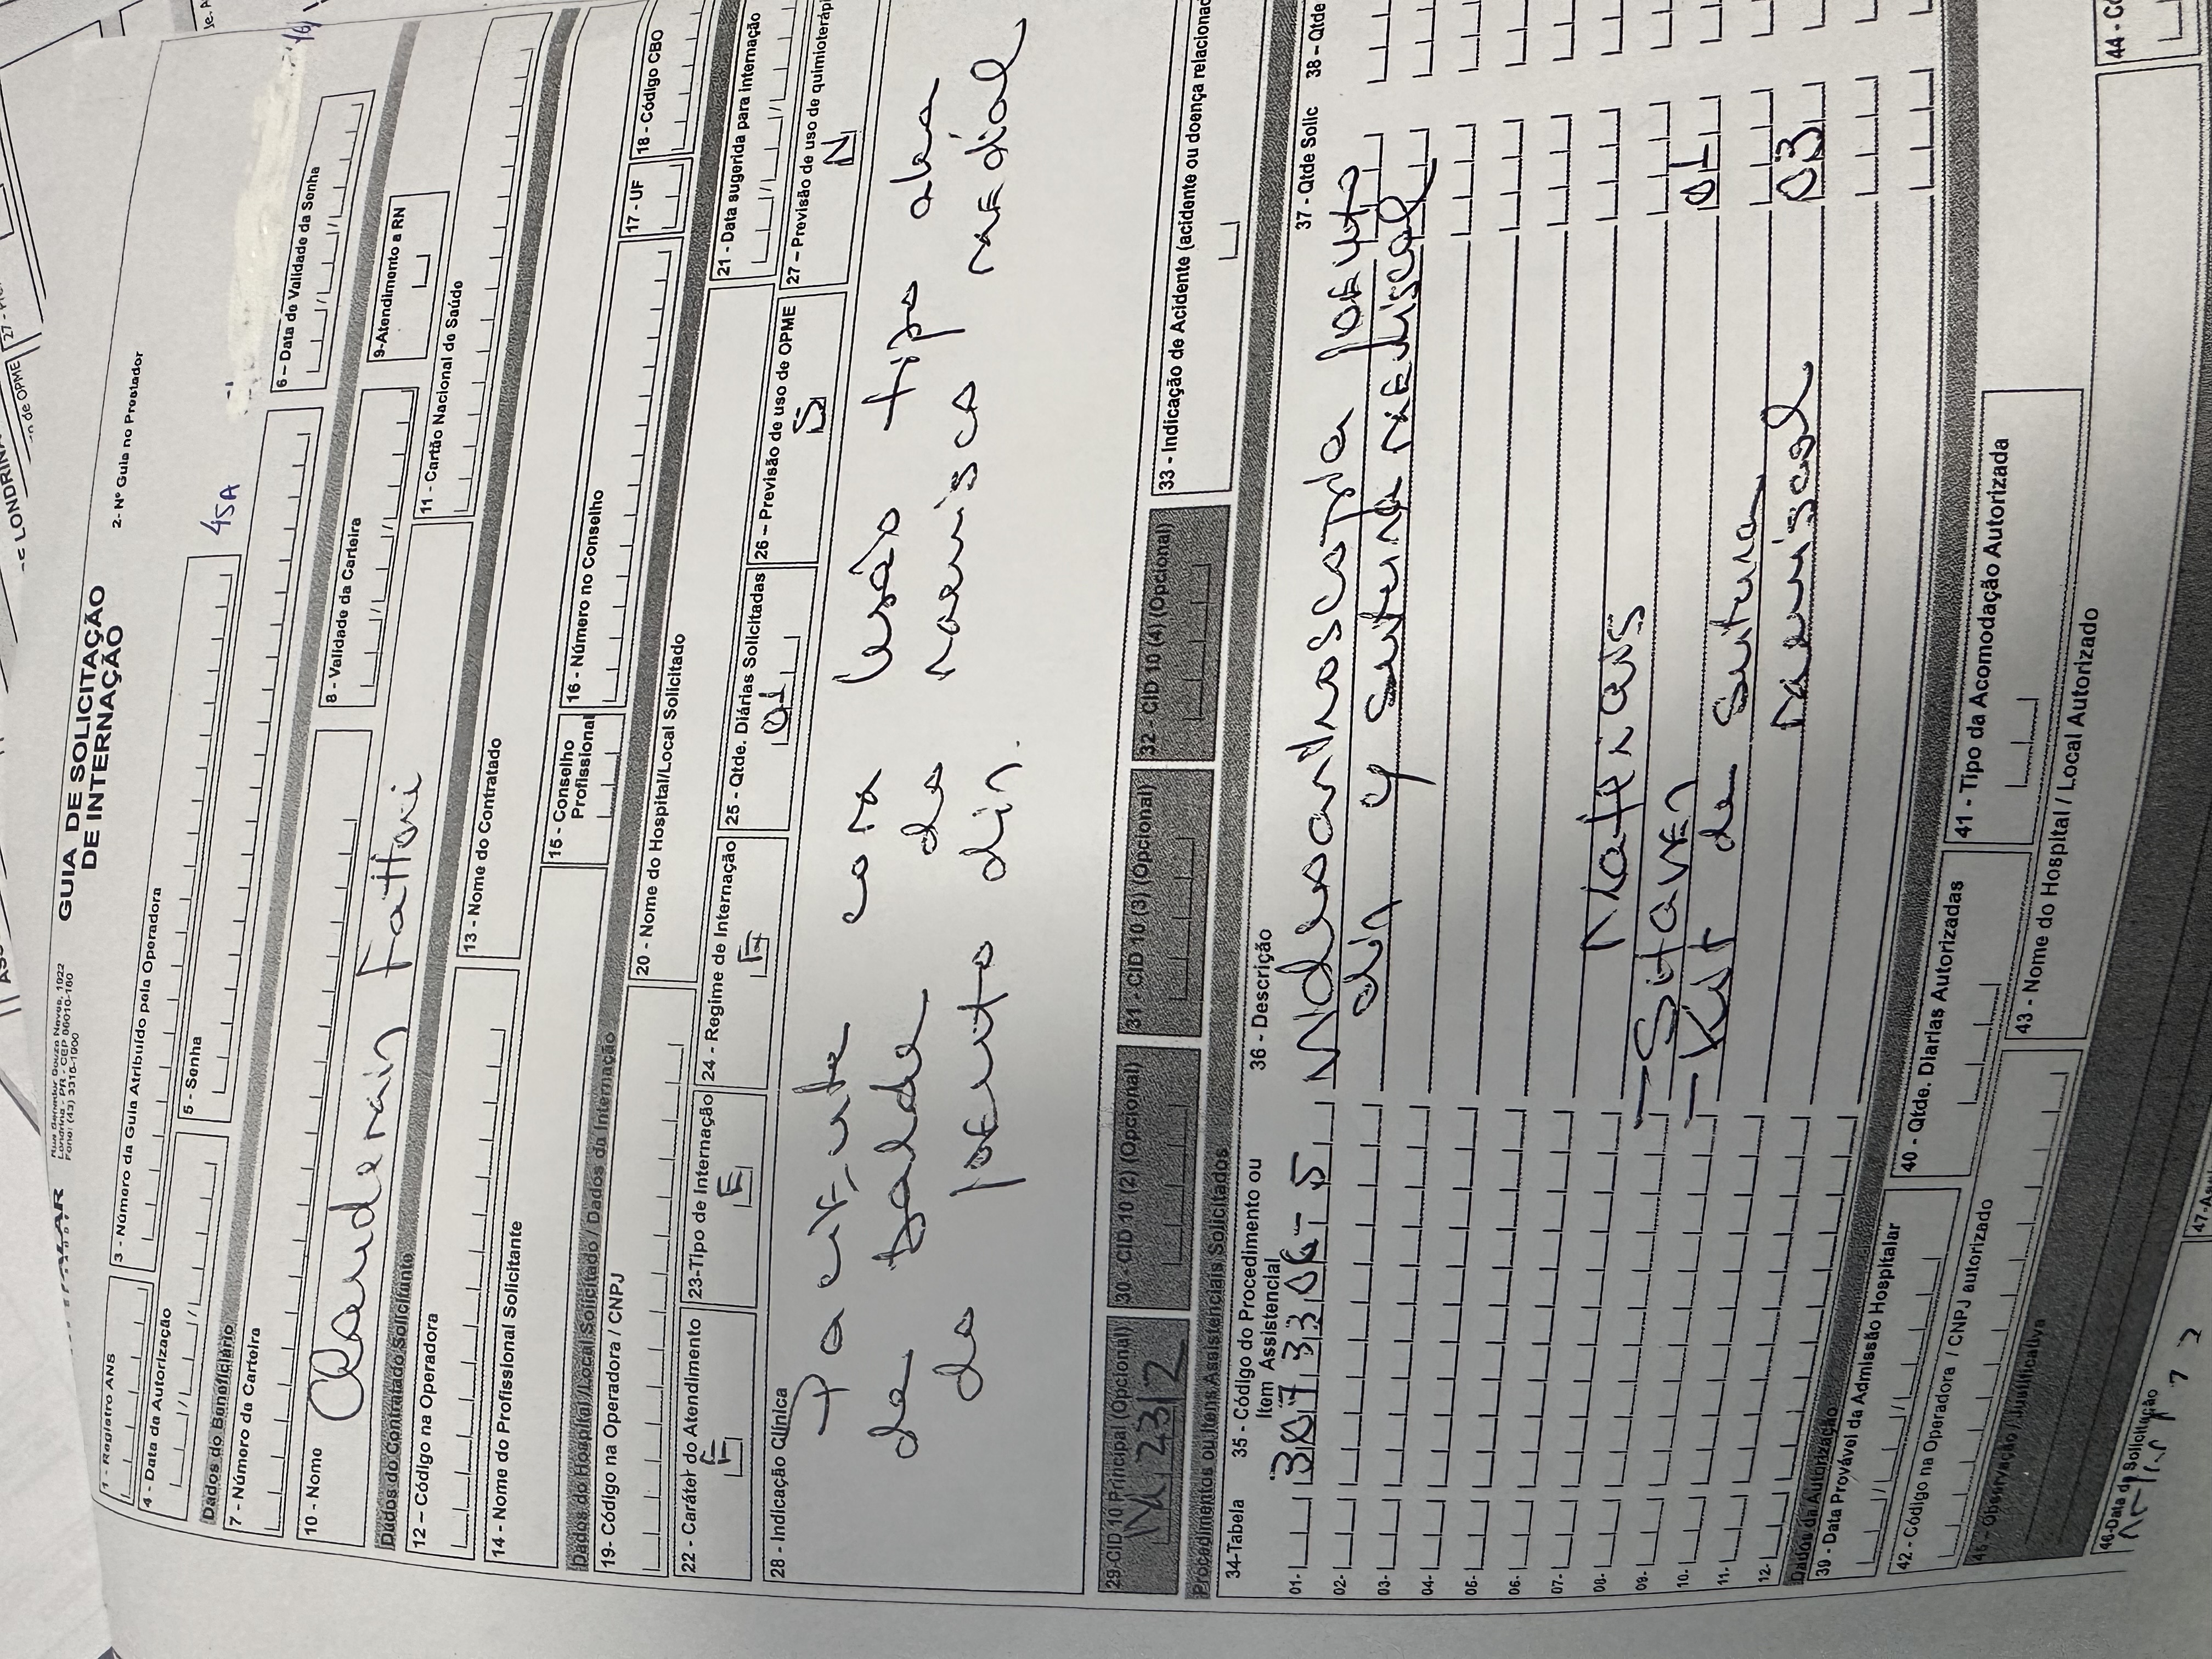 ASS
DE LONDRINA
de OPME
27 -
ALAR
Rua Senador Souza Naves, 1022
Londrina - PR - CEP 86010-160
Fone: (43) 3315-1900
GUIA DE SOLICITAÇÃO
DE INTERNAÇÃO
2- Nº Guia no Prestador
1 - Registro ANS
3 - Número da Guia Atribuído pela Operadora
4 - Data da Autorização
5 - Senha
45A
6 – Data de Validade da Senha
Dados do Beneficiário
7 - Número da Carteira
8 - Validade da Carteira
9-Atendimento a RN
10 - Nome
Clauderais Fattori
11 - Cartão Nacional de Saúde
Dados do Contratado Solicitante
12 – Código na Operadora
13 - Nome do Contratado
14 - Nome do Profissional Solicitante
15 - Conselho
Profissional
16 - Número no Conselho
17 - UF
18 - Código CBO
Dados do Hospital /Local Solicitado / Dados da Internação
19- Código na Operadora / CNPJ
20 - Nome do Hospital/Local Solicitado
21 - Data sugerida para internação
22 - Caráter do Atendimento
E
23-Tipo de Internação
E
24 - Regime de Internação
25 - Qtde. Diárias Solicitadas
01
26 – Previsão de uso de OPME
S
27 – Previsão de uso de quimioteráp
N
28 - Indicação Clínica
Paciente com lesão tipo alça
de balde do menisco medial
do joelho dir.
29-CID 10 Principal (Opcional)
M 23/2
30 - CID 10 (2) (Opcional)
31 - CID 10 (3) (Opcional)
32 - CID 10 (4) (Opcional)
33 - Indicação de Acidente (acidente ou doença relacionad
Procedimentos ou Itens Assistenciais Solicitados
34-Tabela
35 - Código do Procedimento ou
Item Assistencial
36 - Descrição
37 - Qtde Solic
38 – Qtde
01- 3073306-5 Videoartroscopia joelho
02- dir y sutura meniscal
03-
04-
05-
06-
07- Materiais
08- - Shaver 01
09- - Kit de sutura
10- meniscal 03
11-
12-
Dados da Autorização
39 - Data Provável da Admissão Hospitalar
40 - Qtde. Diarias Autorizadas
41 - Tipo da Acomodação Autorizada
42 - Código na Operadora / CNPJ autorizado
43 - Nome do Hospital / Local Autorizado
44 - Có
45 – Observação / Justificativa
46-Data da Solicitação